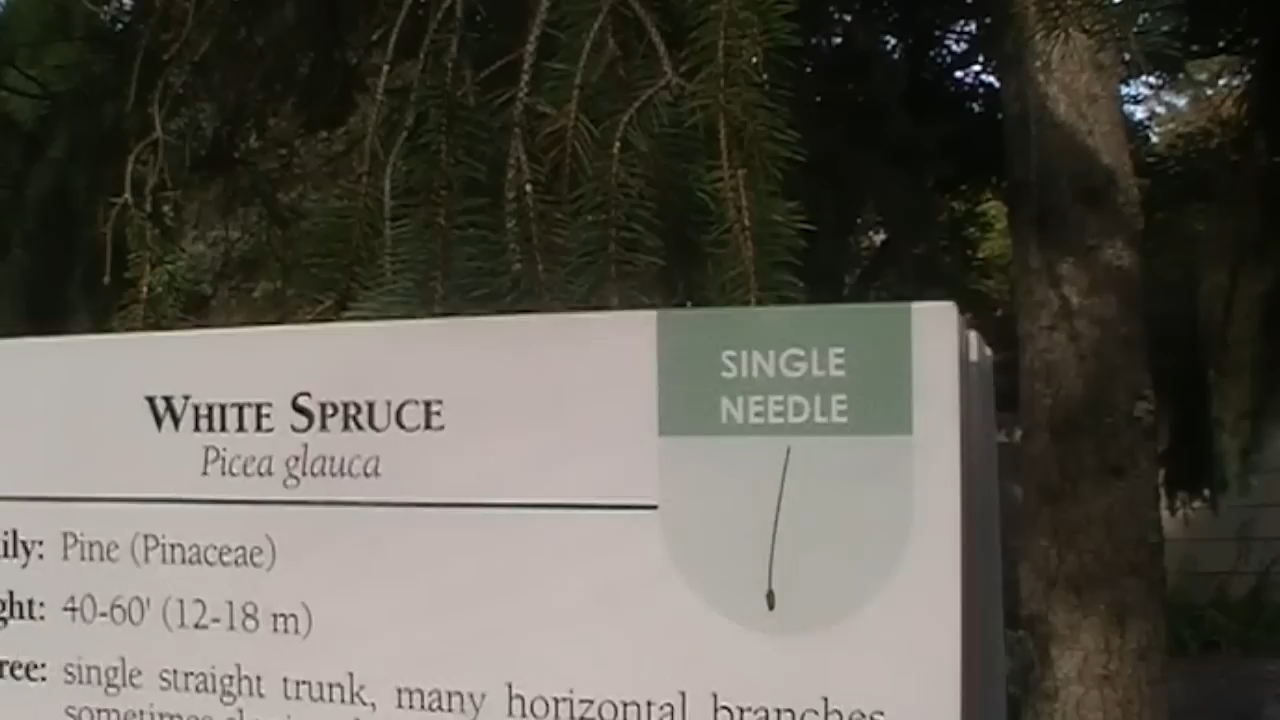 WHITE SPRUCE
Picea glauca
SINGLE
NEEDLE
ily: Pine (Pinaceae)
ght: 40-60' (12-18 m)
ree: single straight trunk, many horizontal branches
sometimes